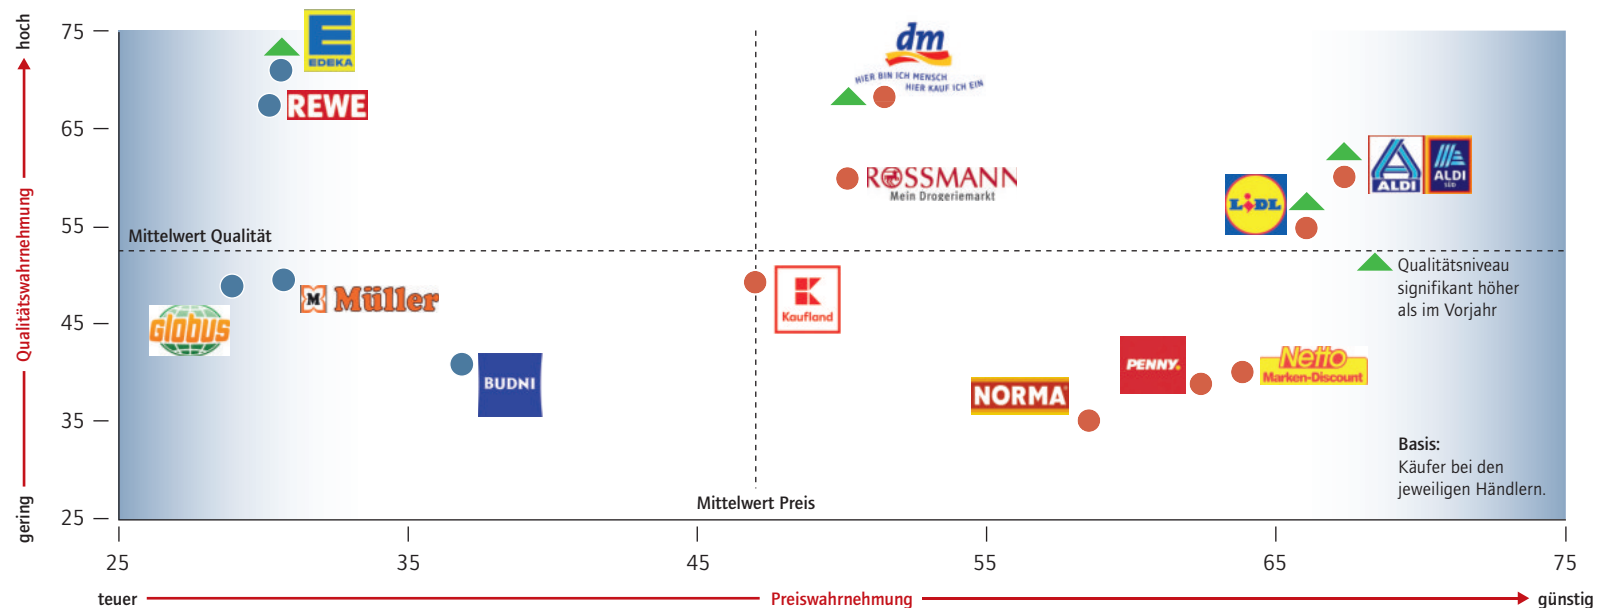 hoch
Qualitätswahrnehmung
gering
75
65
55
45
35
25
E
EDEKA
REWE
dm
HIER BIN ICH MENSCH
HIER KAUF ICH EIN
ROSSMANN
Mein Drogeriemarkt
LiDL
ALDI
ALDI
SÜD
Mittelwert Qualität
Qualitätsniveau
signifikant höher
als im Vorjahr
Globus
M Müller
K
Kaufland
BUDNI
NORMA
PENNY.
Netto
Marken-Discount
Basis:
Käufer bei den
jeweiligen Händlern.
Mittelwert Preis
25 35 45 55 65 75
teuer Preiswahrnehmung günstig